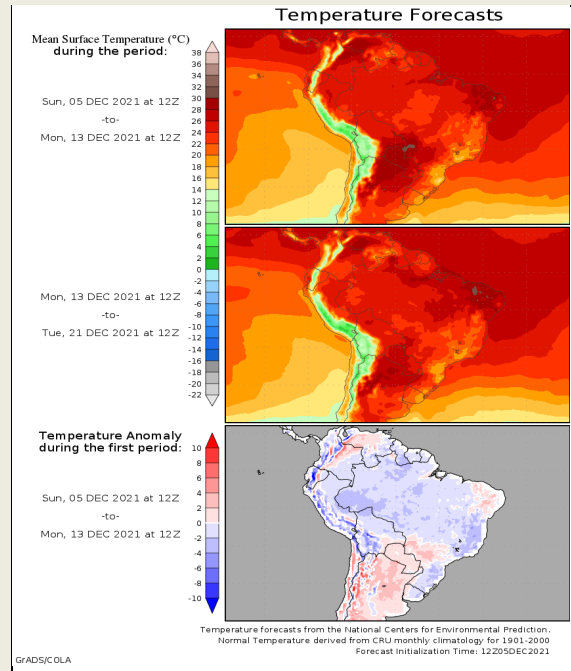 Temperature Forecasts
Mean Surface Temperature (°C)
during the period:
Sun, 05 DEC 2021 at 12Z
-to-
Mon, 13 DEC 2021 at 12Z
38
36
34
32
30
28
26
24
22
20
18
16
14
12
10
8
6
4
2
0
-2
-4
-6
-8
-10
-12
-14
-16
-18
-20
-22
Mon, 13 DEC 2021 at 12Z
-to-
Tue, 21 DEC 2021 at 12Z
Temperature Anomaly
during the first period:
Sun, 05 DEC 2021 at 12Z
-to-
Mon, 13 DEC 2021 at 12Z
10
8
6
4
2
0
-2
-4
-6
-8
-10
Temperature forecasts from the National Centers for Environmental Prediction.
Normal Temperature derived from CRU monthly climatology for 1901-2000
Forecast Initialization Time: 12Z05DEC2021
GrADS/COLA